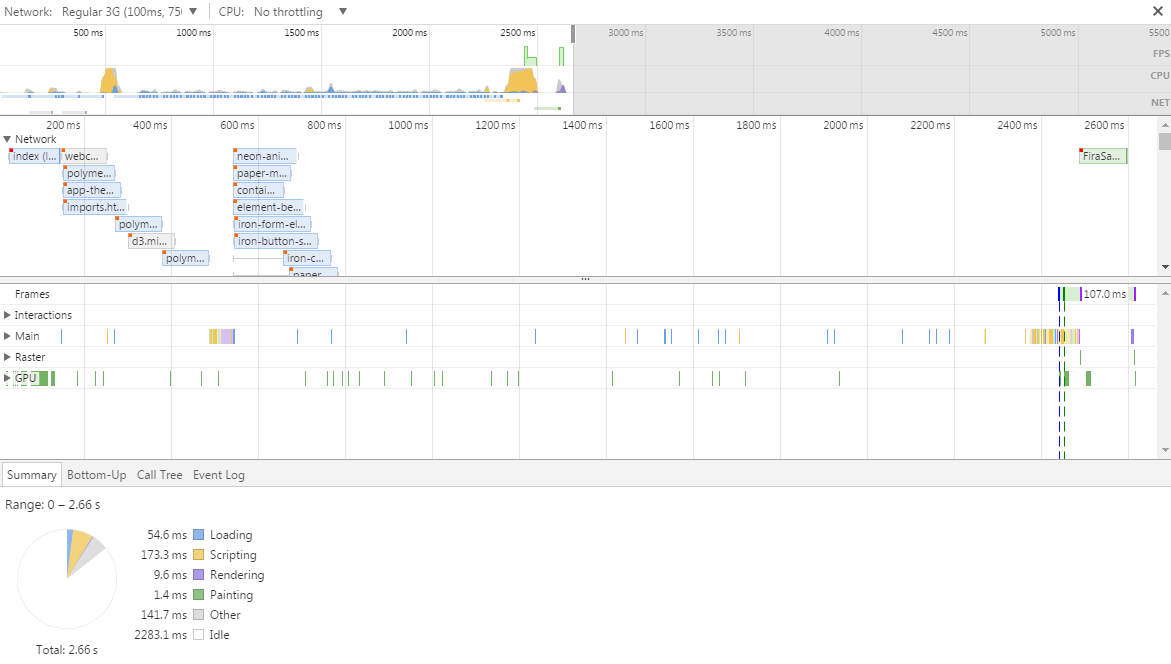 Network: Regular 3G (100ms, 750 CPU: No throttling
500 ms 1000 ms 1500 ms 2000 ms 2500 ms 3000 ms 3500 ms 4000 ms 4500 ms 5000 ms 5500
FPS
CPU
NET
200 ms 400 ms 600 ms 800 ms 1000 ms 1200 ms 1400 ms 1600 ms 1800 ms 2000 ms 2200 ms 2400 ms 2600 ms
Network
index (l... webc... neon-ani... FiraSa...
polyme... paper-m...
app-the... contai...
imports.ht... element-be...
polym... iron-form-el...
d3.mi... iron-button-s...
polym... iron-c...
paper
...
Frames 107.0 ms
Interactions
Main
Raster
GPU
Summary Bottom-Up Call Tree Event Log
Range: 0 – 2.66 s
54.6 ms Loading
173.3 ms Scripting
9.6 ms Rendering
1.4 ms Painting
141.7 ms Other
2283.1 ms Idle
Total: 2.66 s